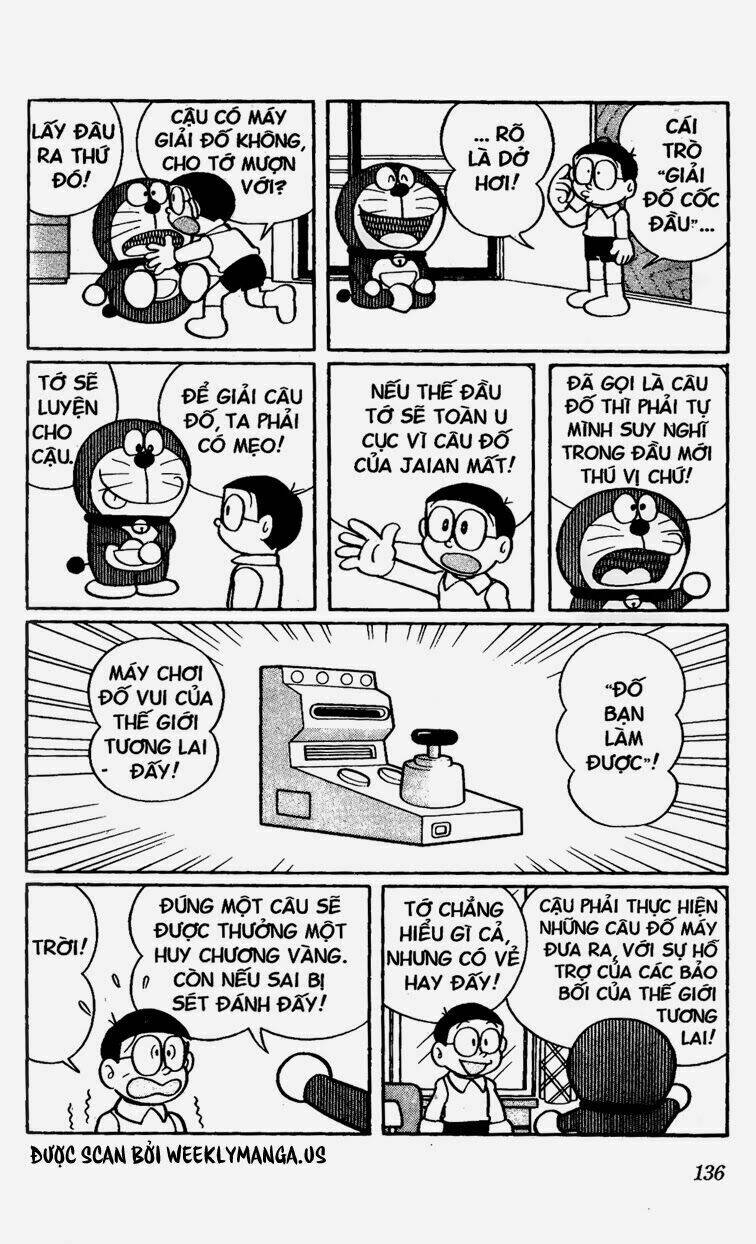 CÁI
TRÒ
"GIẢI
ĐỐ CỐC
ĐẦU"...
... RÕ
LÀ DỞ
HƠI!
CẬU CÓ MÁY
GIẢI ĐỐ KHÔNG,
CHO TỚ MƯỢN
VỚI?
LẤY ĐÂU
RA THỨ
ĐÓ!
ĐÃ GỌI LÀ CÂU
ĐỐ THÌ PHẢI TỰ
MÌNH SUY NGHĨ
TRONG ĐẦU MỚI
THÚ VỊ CHỨ!
NẾU THẾ ĐẦU
TỚ SẼ TOÀN U
CỤC VÌ CÂU ĐỐ
CỦA JAIAN MẤT!
ĐỂ GIẢI CÂU
ĐỐ, TA PHẢI
CÓ MẸO!
TỚ SẼ
LUYỆN
CHO
CẬU.
"ĐỐ
BẠN
LÀM
ĐƯỢC"!
MÁY CHƠI
ĐỐ VUI CỦA
THẾ GIỚI
TƯƠNG LAI
ĐẤY!
CẬU PHẢI THỰC HIỆN
NHỮNG CÂU ĐỐ MÁY
ĐƯA RA, VỚI SỰ HỖ
TRỢ CỦA CÁC BẢO
BỐI CỦA THẾ GIỚI
TƯƠNG
LAI!
TỚ CHẲNG
HIỂU GÌ CẢ,
NHƯNG CÓ VẺ
HAY ĐẤY!
ĐÚNG MỘT CÂU SẼ
ĐƯỢC THƯỞNG MỘT
HUY CHƯƠNG VÀNG.
CÒN NẾU SAI BỊ
SÉT ĐÁNH ĐẤY!
TRỜI!
ĐƯỢC SCAN BỞI WEEKLYMANGA.US
136